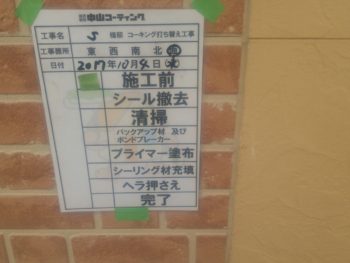 中山コーティング
工事名 S 様邸 コーキング打ち替え工事
工事箇所 東 西 南 北
日付 2017年10月4日(水)
施工前
シール撤去
清掃
バックアップ材 及び
ボンドブレーカー
プライマー塗布
シーリング材充填
ヘラ押さえ
完了